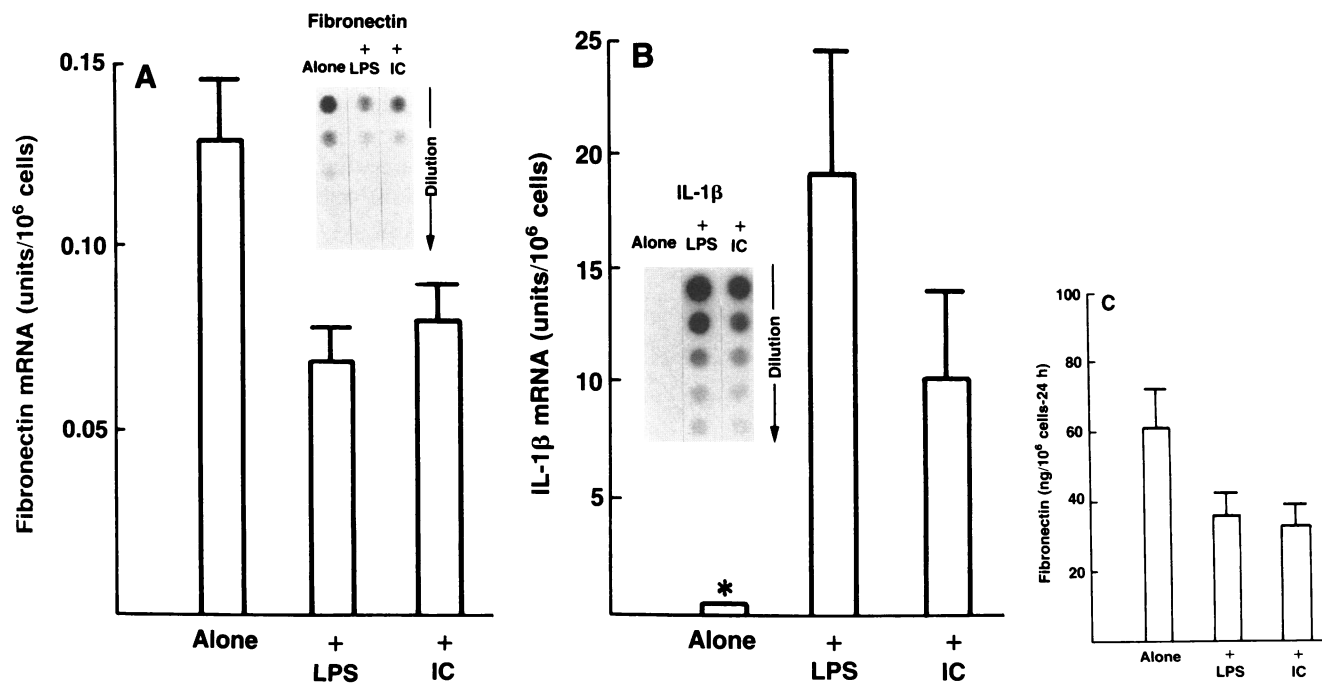 A
Fibronectin
+ +
Alone LPS IC
Dilution
0.15
0.10
0.05
Fibronectin mRNA (units/10⁶ cells)
Alone + +
LPS IC
B
IL-1β
+ +
Alone LPS IC
Dilution
25
20
15
10
5
IL-1β mRNA (units/10⁶ cells)
*
Alone + +
LPS IC
C
100
80
60
40
20
Fibronectin (ng/10⁶ cells-24 h)
Alone + +
LPS IC